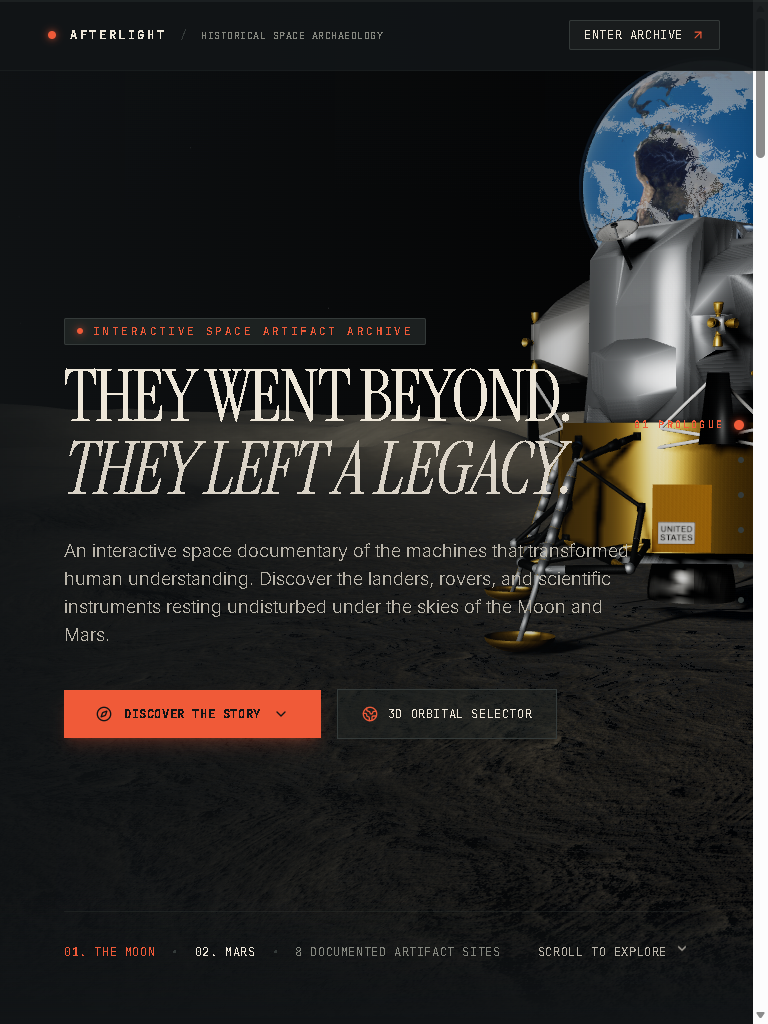 AFTERLIGHT / HISTORICAL SPACE ARCHAEOLOGY
ENTER ARCHIVE
INTERACTIVE SPACE ARTIFACT ARCHIVE
THEY WENT BEYOND.
THEY LEFT A LEGACY.
01 PROLOGUE
UNITED
STATES
An interactive space documentary of the machines that transformed
human understanding. Discover the landers, rovers, and scientific
instruments resting undisturbed under the skies of the Moon and
Mars.
DISCOVER THE STORY
3D ORBITAL SELECTOR
01. THE MOON • 02. MARS • 8 DOCUMENTED ARTIFACT SITES
SCROLL TO EXPLORE